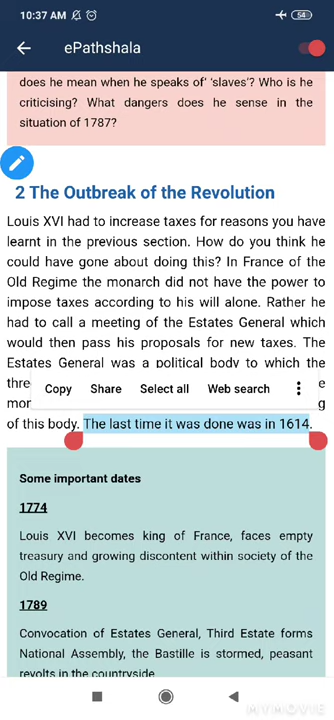 10:37 AM
54
ePathshala
does he mean when he speaks of' 'slaves'? Who is he
criticising? What dangers does he sense in the
situation of 1787?
2 The Outbreak of the Revolution
Louis XVI had to increase taxes for reasons you have
learnt in the previous section. How do you think he
could have gone about doing this? In France of the
Old Regime the monarch did not have the power to
impose taxes according to his will alone. Rather he
had to call a meeting of the Estates General which
would then pass his proposals for new taxes. The
Estates General was a political body to which the
Copy Share Select all Web search
of this body. The last time it was done was in 1614.
Some important dates
1774
Louis XVI becomes king of France, faces empty
treasury and growing discontent within society of the
Old Regime.
1789
Convocation of Estates General, Third Estate forms
National Assembly, the Bastille is stormed, peasant
revolts in the countryside.
MYMOVIE